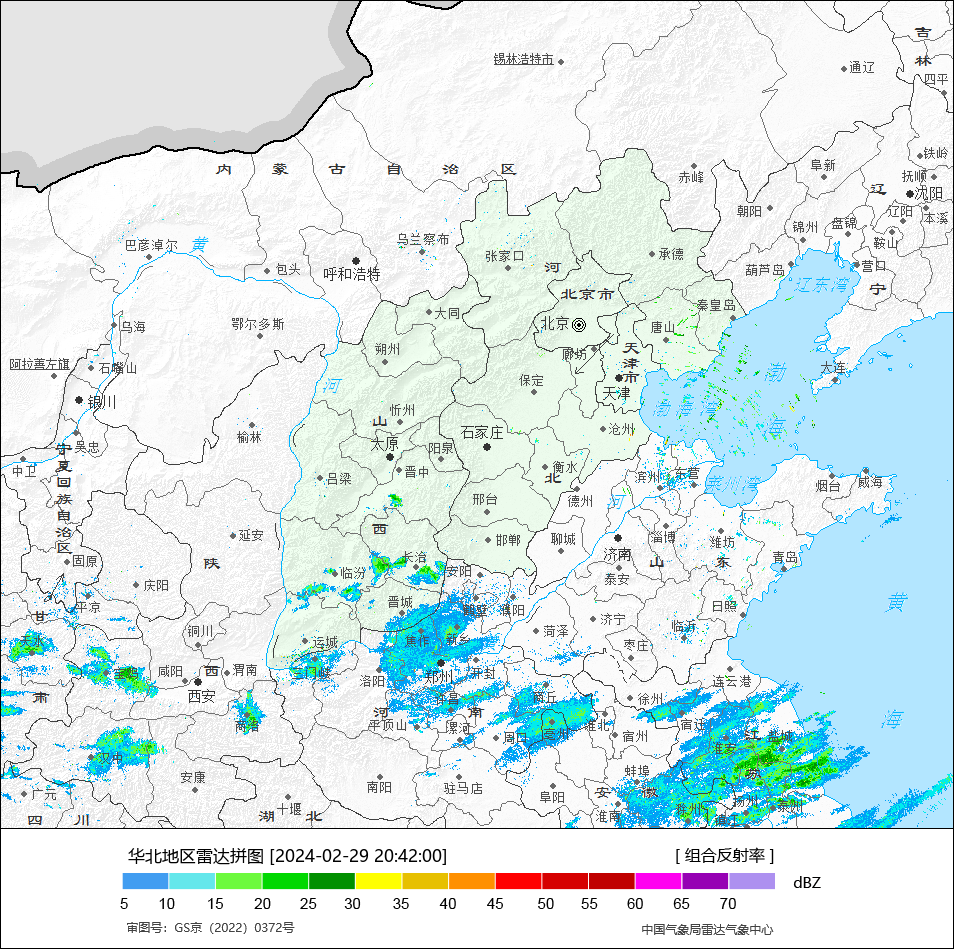 吉
锡林浩特市
林
通辽
四平
铁岭
内 蒙 古 自 治 区
阜新
赤峰
抚顺
辽 沈阳
朝阳
辽阳
本溪
锦州 盘锦
黄
巴彦淖尔
乌兰察布
鞍山
张家口
承德
河
包头
呼和浩特
葫芦岛
营口
辽东湾
宁
北京市
秦皇岛
大同
乌海
鄂尔多斯
北京
唐山
天
津
市
朔州
廊坊
阿拉善左旗
石嘴山
大连
渤
保定
河
天津
银川
忻州
渤海湾
山
海
榆林
太原
石家庄
沧州
吴忠
宁
夏
回
族
自
治
区
阳泉
中卫
晋中
衡水
吕梁
北
滨州
东营
莱州湾
烟台
威海
邢台
德州
河
西
延安
邯郸
聊城
济南
淄博
潍坊
固原
陕
长治
山 东
青岛
临汾
安阳
泰安
庆阳
平凉
晋城
鹤壁
濮阳
日照
黄
甘
济宁
铜川
菏泽
临沂
天水
运城
焦作
新乡
枣庄
宝鸡
咸阳
西
渭南
三门峡
洛阳
郑州
开封
连云港
肃
西安
商丘
徐州
许昌
河 南
商洛
平顶山
漯河
亳州
淮北
宿迁
海
周口
宿州
淮安
江
盐城
汉中
安康
蚌埠
苏
南阳
驻马店
阜阳
安 徽
广元
十堰
滁州
扬州
泰州
四 川
湖 北
淮南
华北地区雷达拼图 [2024-02-29 20:42:00]
[ 组合反射率 ]
dBZ
5 10 15 20 25 30 35 40 45 50 55 60 65 70
审图号：GS京（2022）0372号
中国气象局雷达气象中心